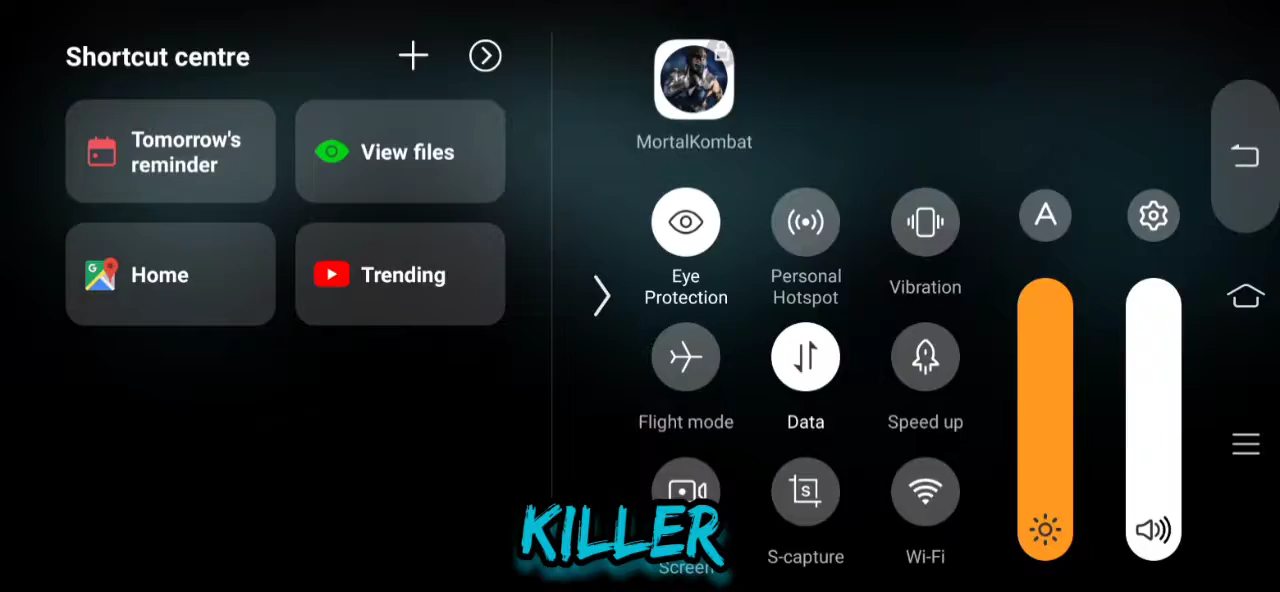 Shortcut centre
Tomorrow's
reminder
View files
Home
Trending
MortalKombat
A
Eye
Protection
Personal
Hotspot
Vibration
Flight mode
Data
Speed up
S
KILLER
Screen
S-capture
Wi-Fi